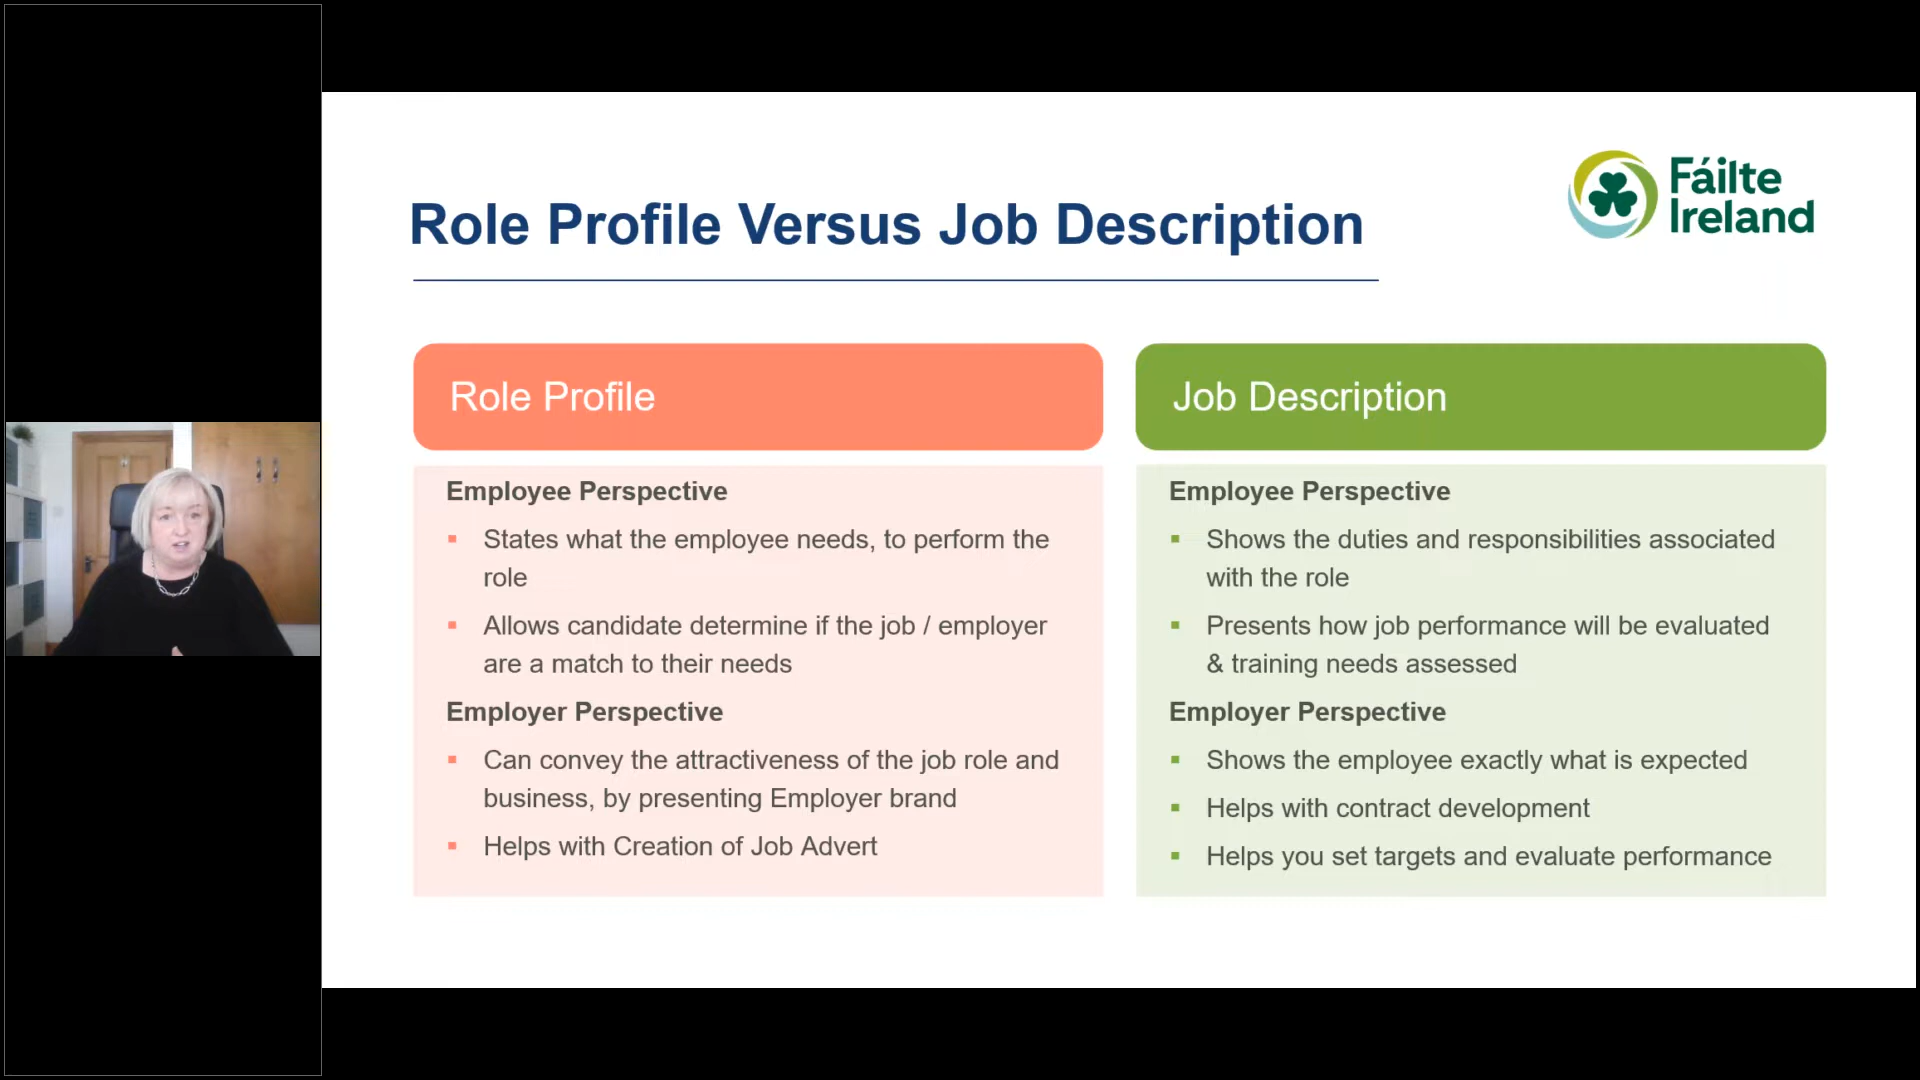 Fáilte
Ireland
Role Profile Versus Job Description
Role Profile
Employee Perspective
▪ States what the employee needs, to perform the
role
▪ Allows candidate determine if the job / employer
are a match to their needs
Employer Perspective
▪ Can convey the attractiveness of the job role and
business, by presenting Employer brand
▪ Helps with Creation of Job Advert
Job Description
Employee Perspective
▪ Shows the duties and responsibilities associated
with the role
▪ Presents how job performance will be evaluated
& training needs assessed
Employer Perspective
▪ Shows the employee exactly what is expected
▪ Helps with contract development
▪ Helps you set targets and evaluate performance